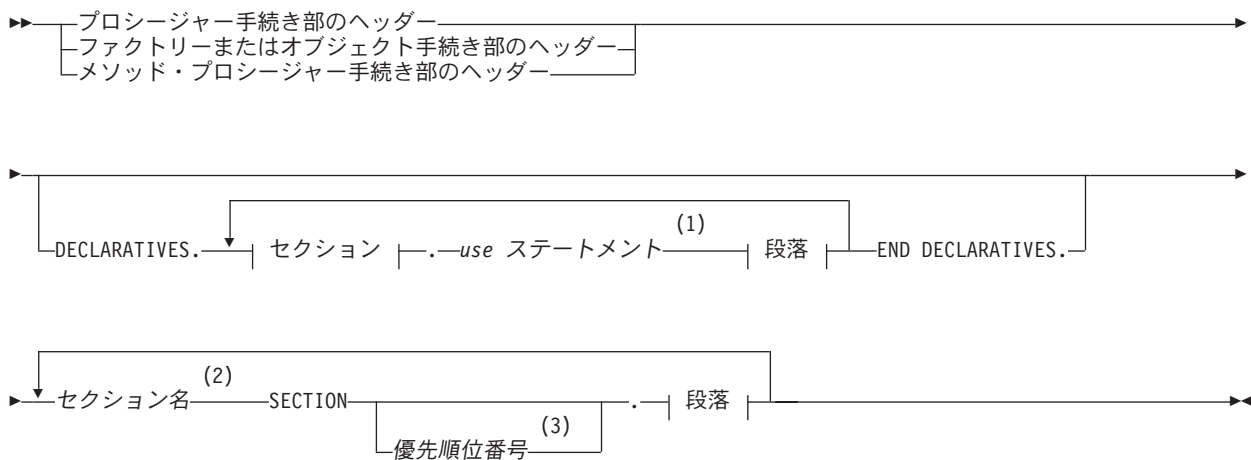 プロシージャー手続き部のヘッダー
ファクトリーまたはオブジェクト手続き部のヘッダー
メソッド・プロシージャー手続き部のヘッダー
DECLARATIVES. セクション . use ステートメント (1) 段落 END DECLARATIVES.
セクション名 (2) SECTION . 段落
優先順位番号 (3)